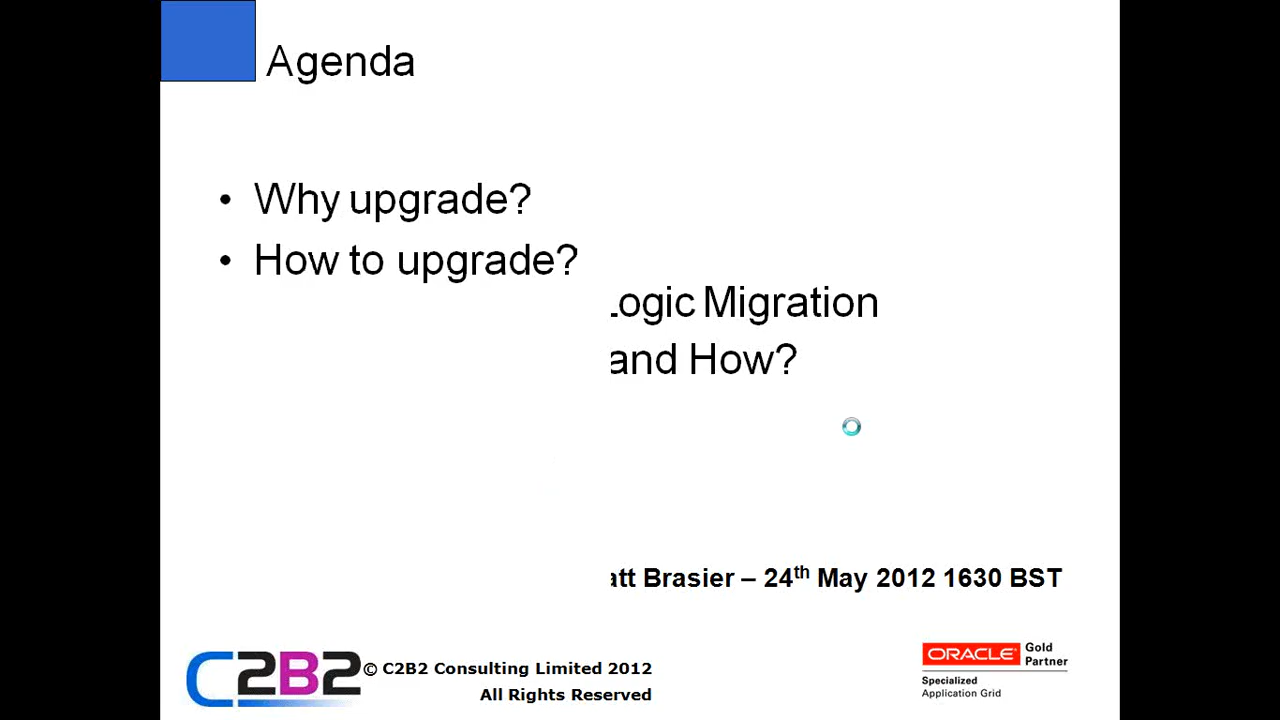 Agenda
• Why upgrade?
• How to upgrade?
Logic Migration
and How?
att Brasier – 24th May 2012 1630 BST
C2B2 © C2B2 Consulting Limited 2012
All Rights Reserved
ORACLE Gold
Partner
Specialized
Application Grid